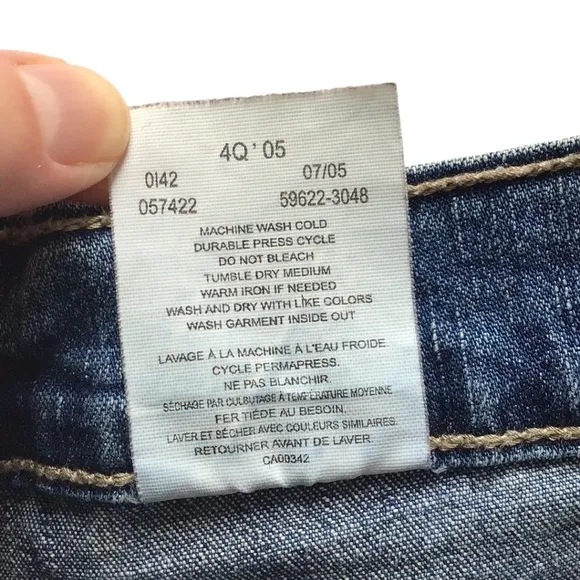 4Q ' 05
0142 07/05
057422 59622-3048
MACHINE WASH COLD
DURABLE PRESS CYCLE
DO NOT BLEACH
TUMBLE DRY MEDIUM
WARM IRON IF NEEDED
WASH AND DRY WITH LIKE COLORS
WASH GARMENT INSIDE OUT
LAVAGE À LA MACHINE À L'EAU FROIDE
CYCLE PERMAPRESS.
NE PAS BLANCHIR
SÉCHAGE PAR CULBUTAGE À TEMPÉRATURE MOYENNE
FER TIÉDE AU BESOIN.
LAVER ET SÉCHER AVEC COULEURS SIMILAIRES.
RETOURNER AVANT DE LAVER
CA00342